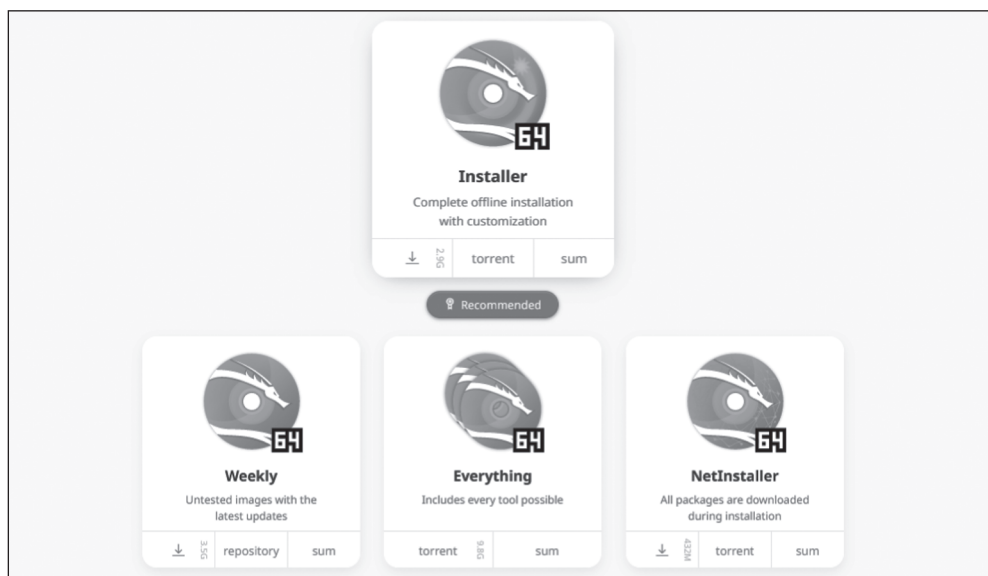 64
Installer
Complete offline installation
with customization
2.9G torrent sum
Recommended
64 64 64
Weekly Everything NetInstaller
Untested images with the Includes every tool possible All packages are downloaded
latest updates during installation
3.5G repository sum torrent 9.8G sum 432M torrent sum